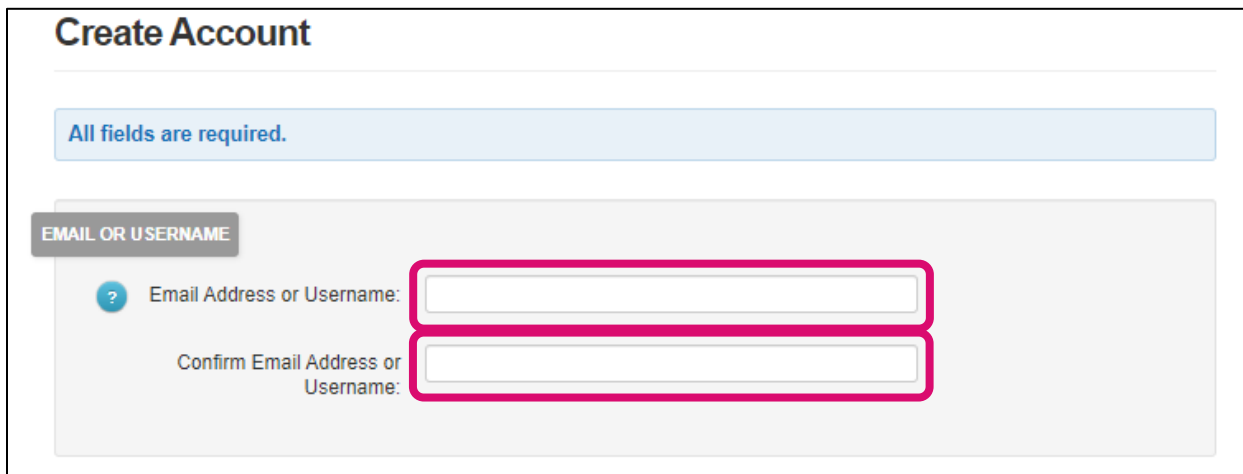 Create Account
All fields are required.
EMAIL OR USERNAME
? Email Address or Username:
Confirm Email Address or
Username: